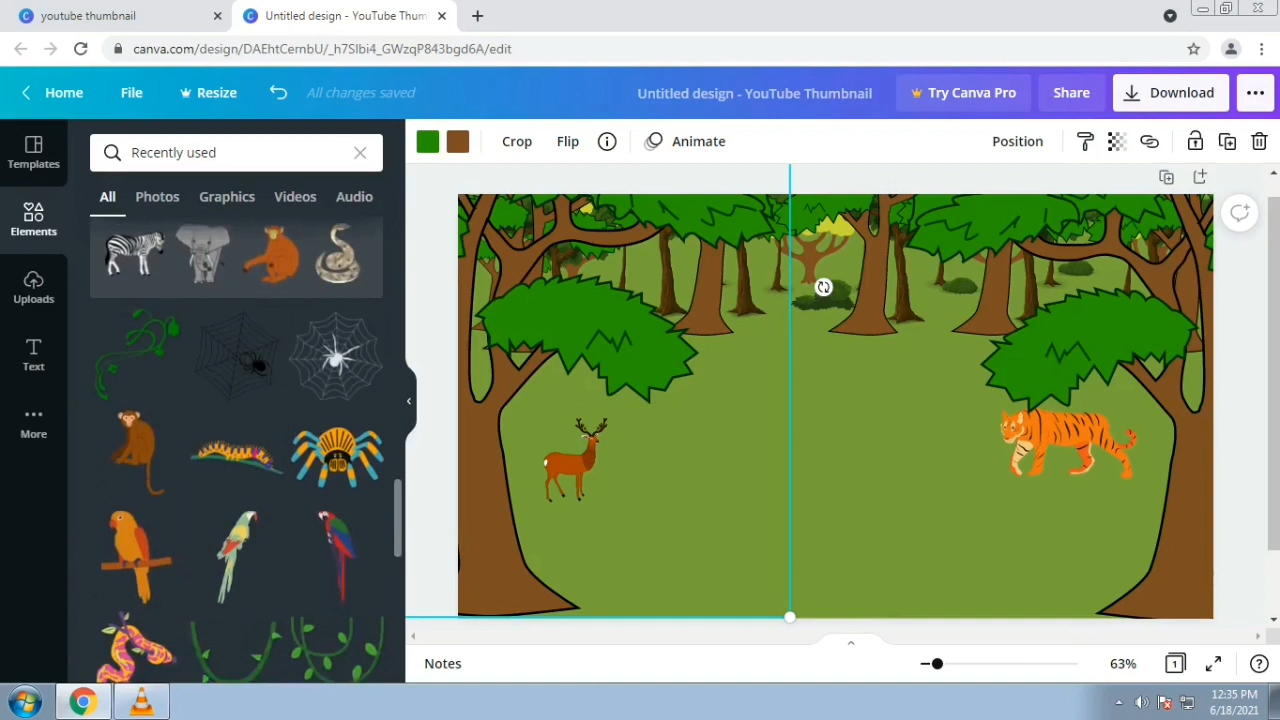 youtube thumbnail
Untitled design - YouTube Thum
canva.com/design/DAEhtCernbU/_h7Slbi4_GWzqP843bgd6A/edit
Home
File
Resize
All changes saved
Untitled design - YouTube Thumbnail
Try Canva Pro
Share
Download
Templates
Elements
Uploads
Text
More
Recently used
All
Photos
Graphics
Videos
Audio
Crop
Flip
Animate
Position
Notes
63%
1
12:35 PM
6/18/2021